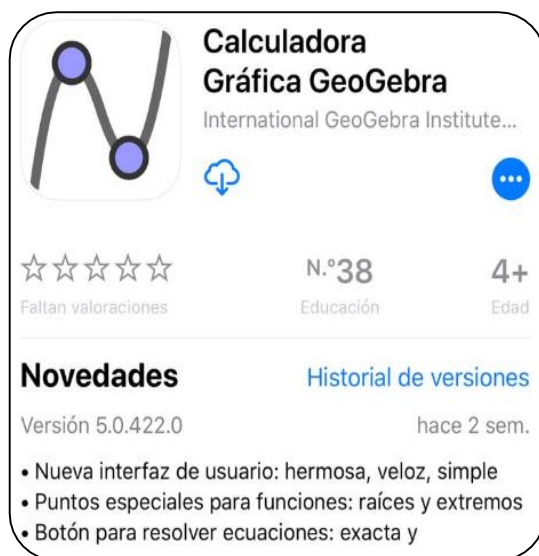 Calculadora
Gráfica GeoGebra
International GeoGebra Institute...
N.º38
4+
Faltan valoraciones
Educación
Edad
Novedades
Historial de versiones
Versión 5.0.422.0
hace 2 sem.
• Nueva interfaz de usuario: hermosa, veloz, simple
• Puntos especiales para funciones: raíces y extremos
• Botón para resolver ecuaciones: exacta y